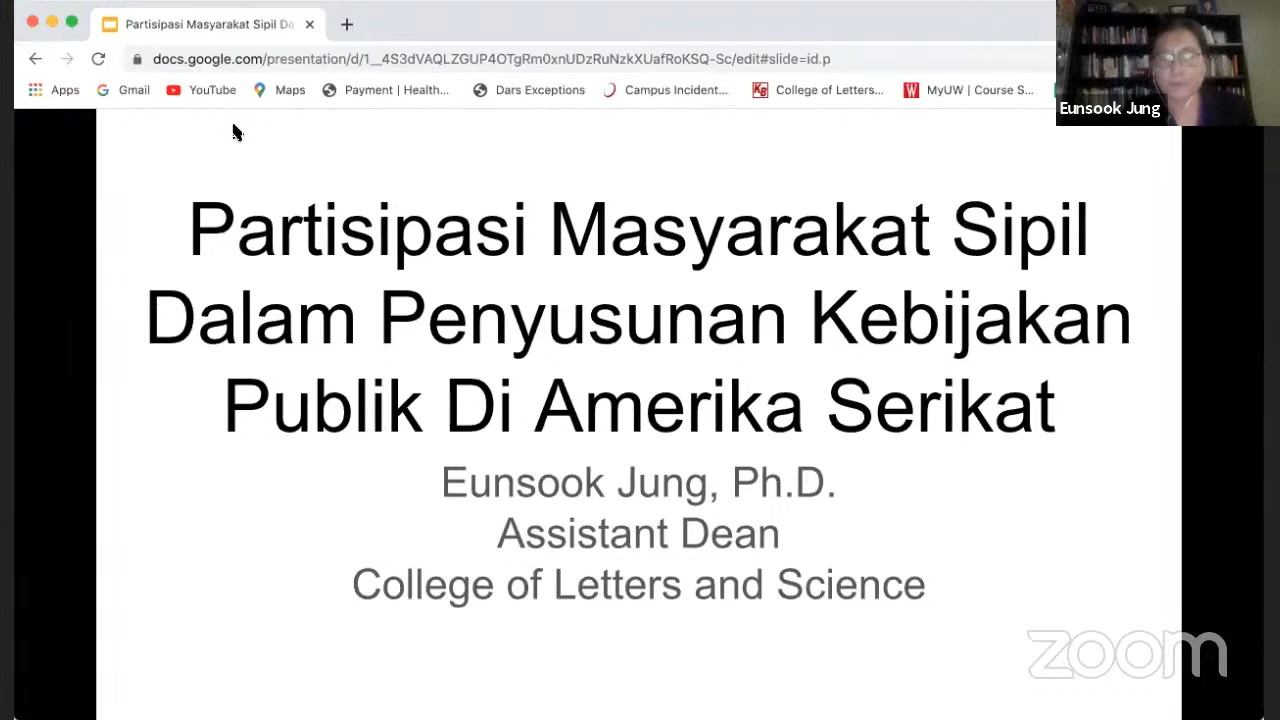 Partisipasi Masyarakat Sipil Da
docs.google.com/presentation/d/1__4S3dVAQLZGUP4OTgRm0xnUDzRuNzkXUafRoKSQ-Sc/edit#slide=id.p
Apps Gmail YouTube Maps Payment | Health... Dars Exceptions Campus Incident... College of Letters... MyUW | Course S...
Eunsook Jung
Partisipasi Masyarakat Sipil
Dalam Penyusunan Kebijakan
Publik Di Amerika Serikat
Eunsook Jung, Ph.D.
Assistant Dean
College of Letters and Science
zoom